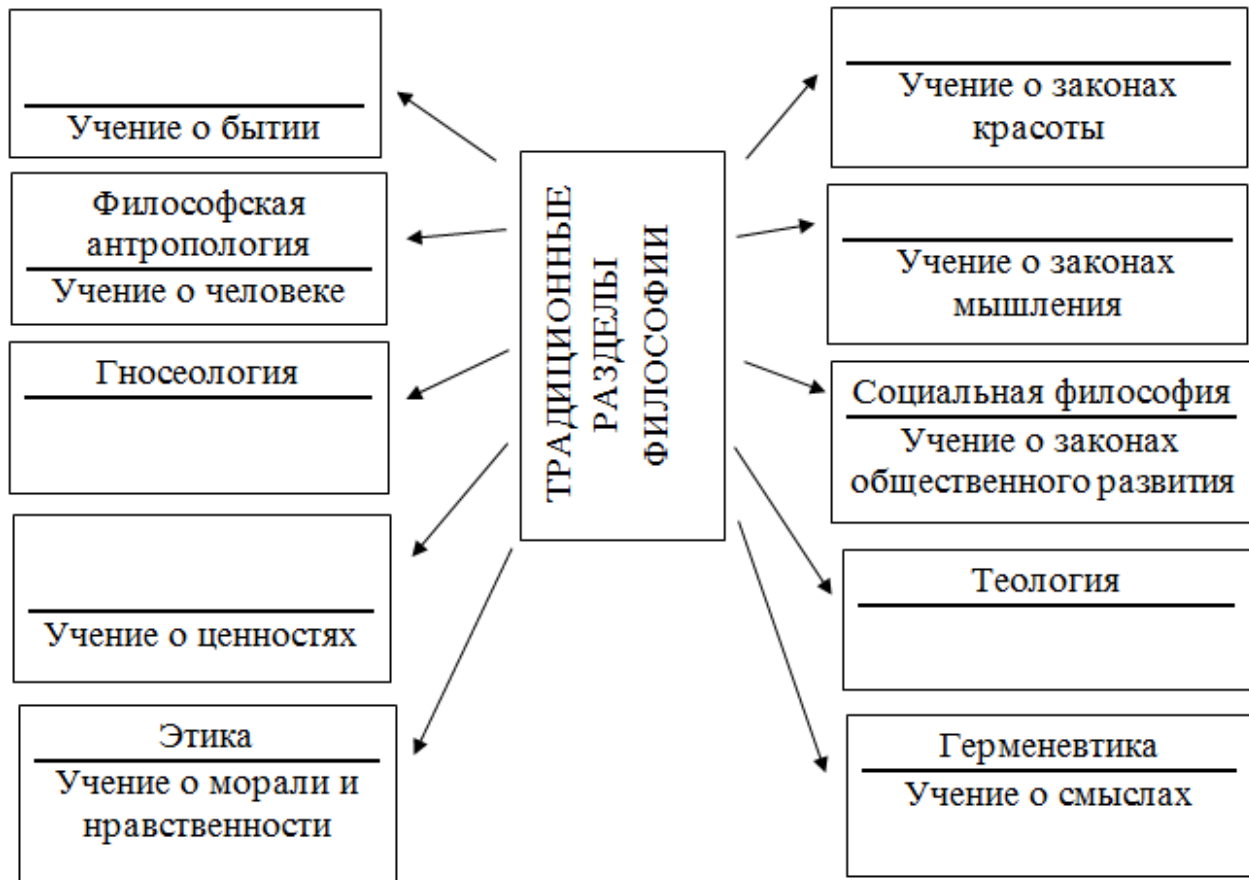 Учение о бытии
Философская
антропология
Учение о человеке
Гносеология
Учение о ценностях
Этика
Учение о морали и
нравственности
ТРАДИЦИОННЫЕ
РАЗДЕЛЫ
ФИЛОСОФИИ
Учение о законах
красоты
Учение о законах
мышления
Социальная философия
Учение о законах
общественного развития
Теология
Герменевтика
Учение о смыслах